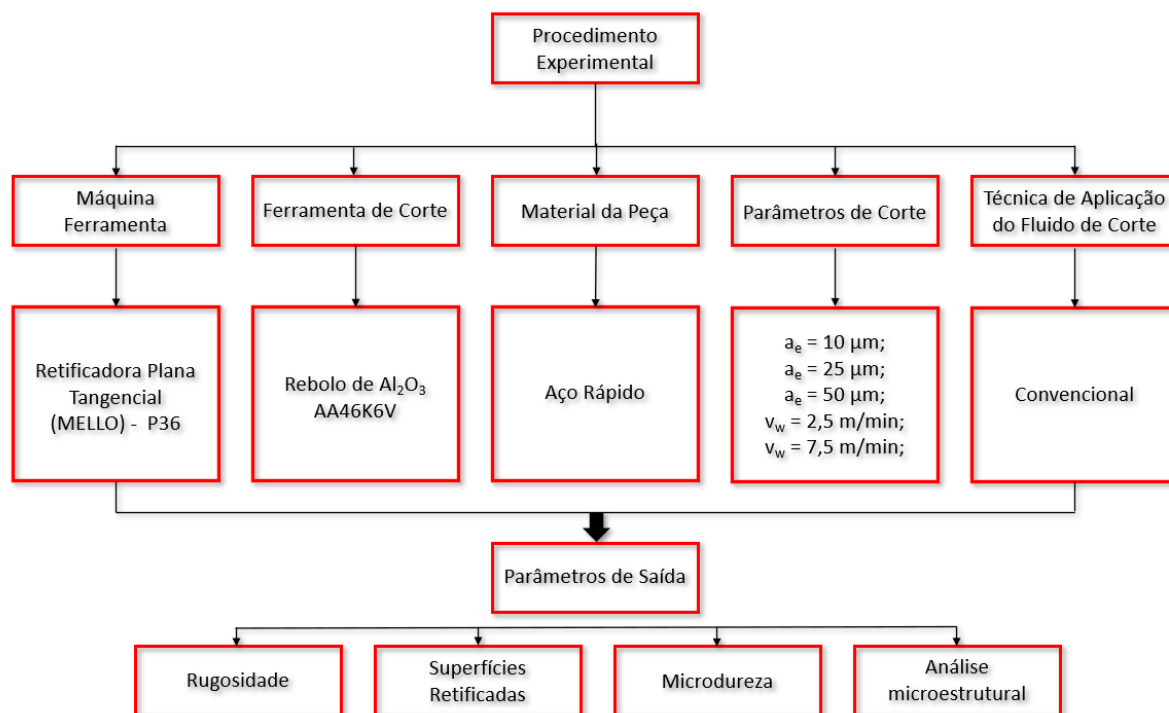 Procedimento
Experimental
Máquina
Ferramenta
Ferramenta de Corte
Material da Peça
Parâmetros de Corte
Técnica de Aplicação
do Fluido de Corte
Retificadora Plana
Tangencial
(MELLO) - P36
Rebolo de Al₂O₃
AA46K6V
Aço Rápido
aₑ = 10 μm;
aₑ = 25 μm;
aₑ = 50 μm;
v_w = 2,5 m/min;
v_w = 7,5 m/min;
Convencional
Parâmetros de Saída
Rugosidade
Superfícies
Retificadas
Microdureza
Análise
microestrutural